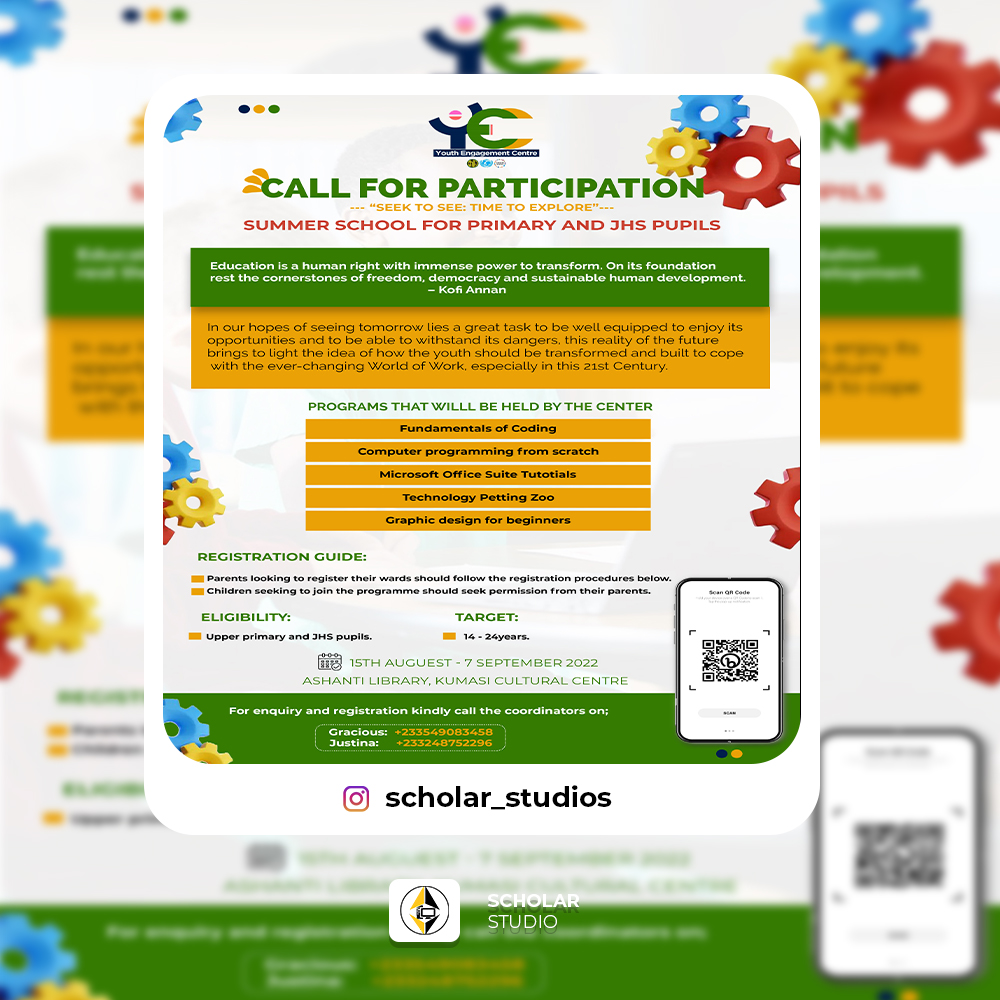 YEC
Youth Engagement Centre
CALL FOR PARTICIPATION
--- “SEEK TO SEE: TIME TO EXPLORE”---
SUMMER SCHOOL FOR PRIMARY AND JHS PUPILS
Education is a human right with immense power to transform. On its foundation
rest the cornerstones of freedom, democracy and sustainable human development.
– Kofi Annan
In our hopes of seeing tomorrow lies a great task to be well equipped to enjoy its
opportunities and to be able to withstand its dangers, this reality of the future
brings to light the idea of how the youth should be transformed and built to cope
with the ever-changing World of Work, especially in this 21st Century.
PROGRAMS THAT WILLL BE HELD BY THE CENTER
Fundamentals of Coding
Computer programming from scratch
Microsoft Office Suite Tutotials
Technology Petting Zoo
Graphic design for beginners
REGISTRATION GUIDE:
Parents looking to register their wards should follow the registration procedures below.
Children seeking to join the programme should seek permission from their parents.
ELIGIBILITY:
Upper primary and JHS pupils.
TARGET:
14 - 24years.
15TH AUGUEST - 7 SEPTEMBER 2022
ASHANTI LIBRARY, KUMASI CULTURAL CENTRE
Scan QR Code
SCAN
For enquiry and registration kindly call the coordinators on;
Gracious: +233549083458
Justina: +233248752296
scholar_studios
SCHOLAR
STUDIO